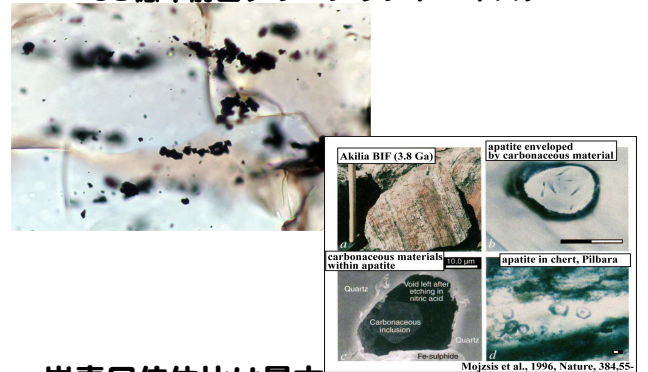 Akilia BIF (3.8 Ga)
a
apatite enveloped
by carbonaceous material
b
carbonaceous materials
within apatite
10.0 µm
Quartz
Void left after
etching in
nitric acid
Carbonaceous
inclusion
Quartz
Fe-sulphide
c
apatite in chert, Pilbara
d
Mojzsis et al., 1996, Nature, 384,55-